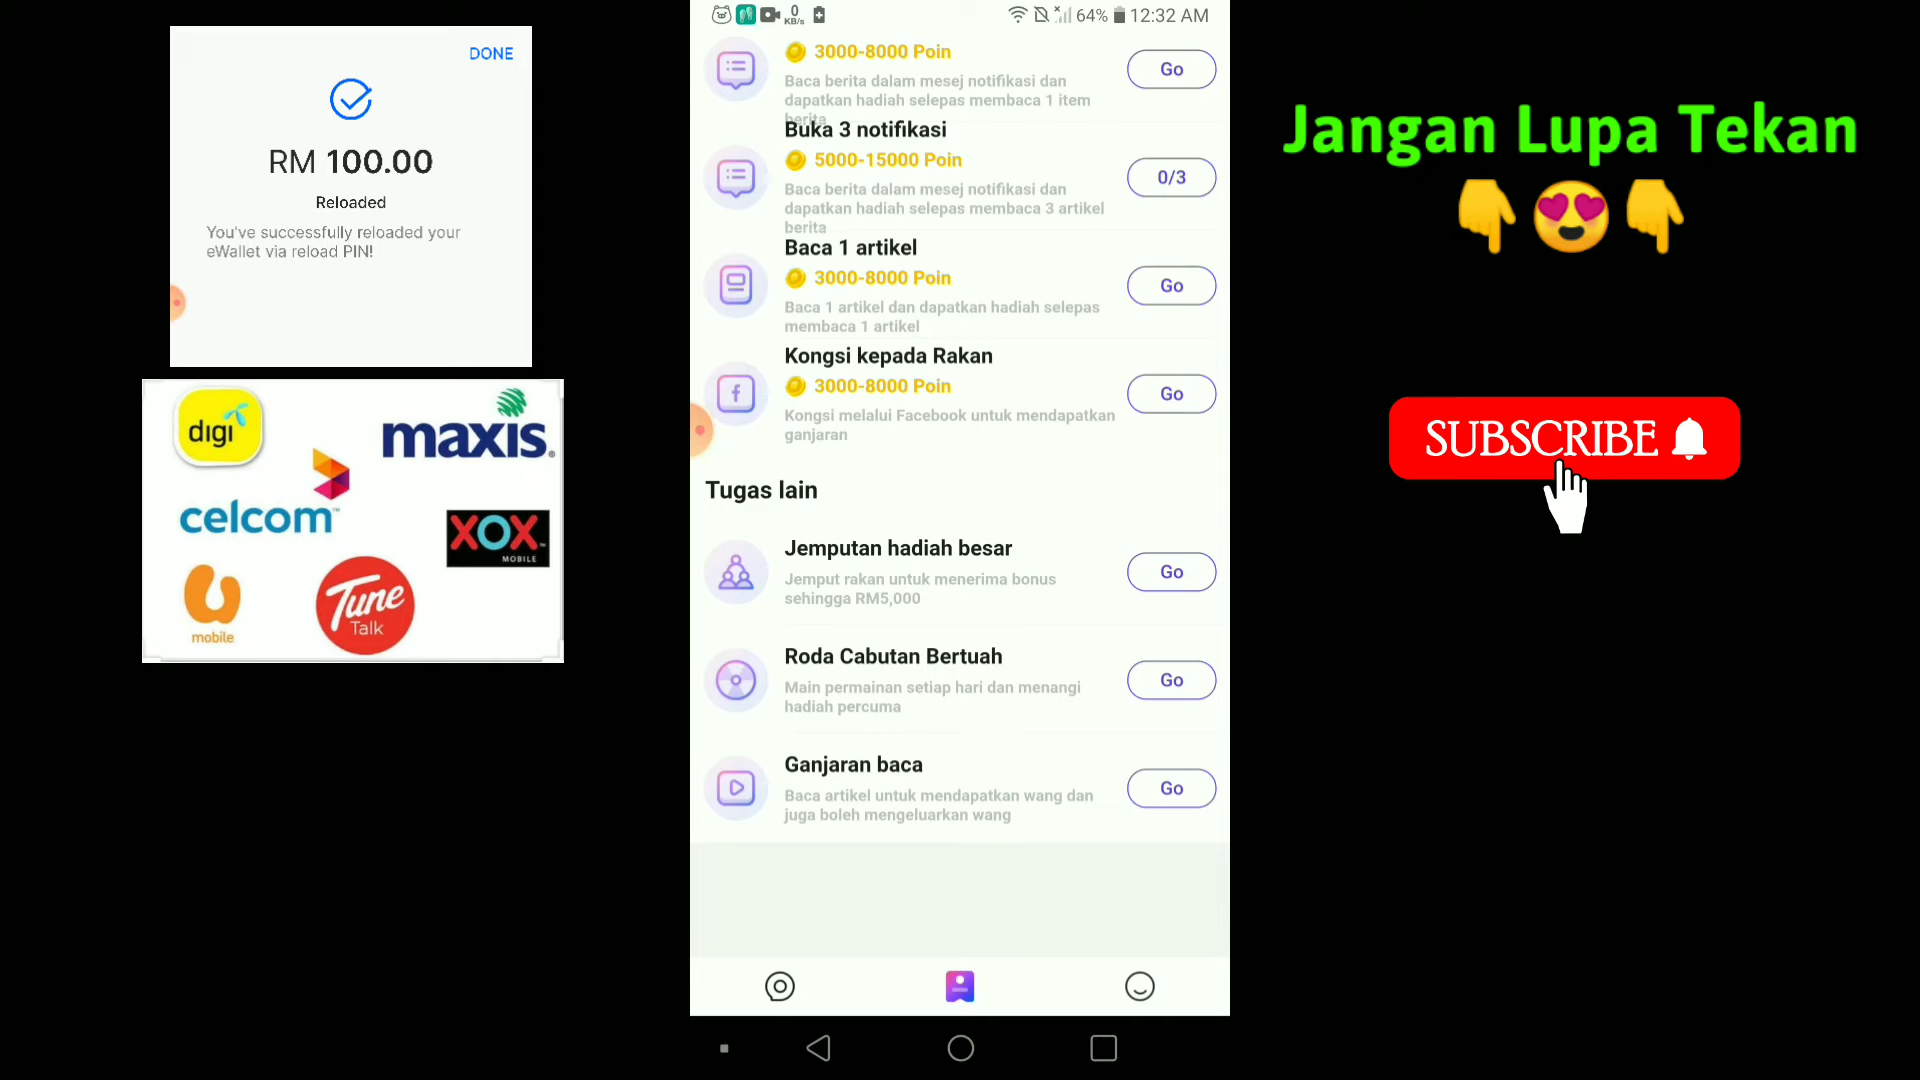 DONE
RM 100.00
Reloaded
You've successfully reloaded your
eWallet via reload PIN!
digi
maxis
celcom
XOX
MOBILE
mobile
Tune
Talk
0
KB/s
64%
12:32 AM
3000-8000 Poin
Baca berita dalam mesej notifikasi dan
dapatkan hadiah selepas membaca 1 item
berita
Go
Buka 3 notifikasi
5000-15000 Poin
Baca berita dalam mesej notifikasi dan
dapatkan hadiah selepas membaca 3 artikel
berita
0/3
Baca 1 artikel
3000-8000 Poin
Baca 1 artikel dan dapatkan hadiah selepas
membaca 1 artikel
Go
Kongsi kepada Rakan
3000-8000 Poin
Kongsi melalui Facebook untuk mendapatkan
ganjaran
Go
Tugas lain
Jemputan hadiah besar
Jemput rakan untuk menerima bonus
sehingga RM5,000
Go
Roda Cabutan Bertuah
Main permainan setiap hari dan menangi
hadiah percuma
Go
Ganjaran baca
Baca artikel untuk mendapatkan wang dan
juga boleh mengeluarkan wang
Go
Jangan Lupa Tekan
SUBSCRIBE